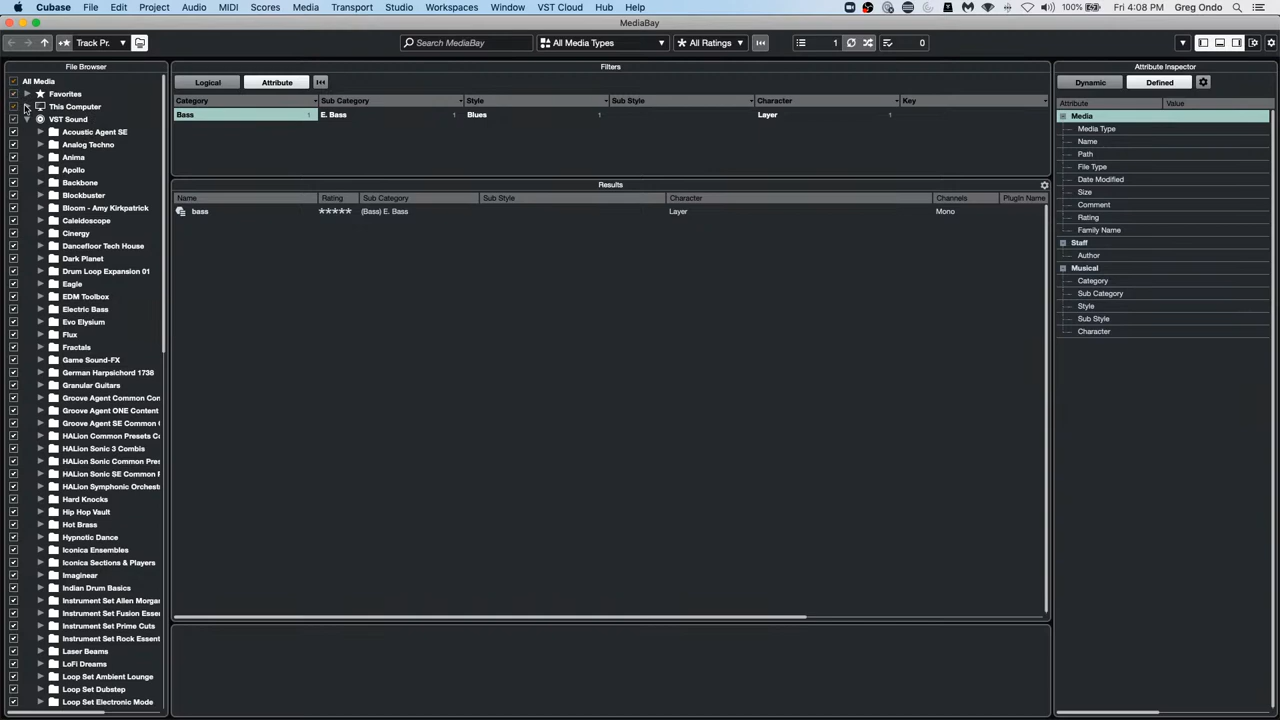 Cubase File Edit Project Audio MIDI Scores Media Transport Studio Workspaces Window VST Cloud Hub Help 100% Fri 4:08 PM Greg Ondo
MediaBay
Track Pr. Search MediaBay All Media Types All Ratings 1 0
File Browser
All Media
Favorites
This Computer
VST Sound
Acoustic Agent SE
Analog Techno
Anima
Apollo
Backbone
Blockbuster
Bloom - Amy Kirkpatrick
Caleidoscope
Cinergy
Dancefloor Tech House
Dark Planet
Drum Loop Expansion 01
Eagle
EDM Toolbox
Electric Bass
Evo Elysium
Flux
Fractals
Game Sound-FX
German Harpsichord 1738
Granular Guitars
Groove Agent Common Con
Groove Agent ONE Content
Groove Agent SE Common C
HALion Common Presets Co
HALion Sonic 3 Combis
HALion Sonic Common Pres
HALion Sonic SE Common P
HALion Symphonic Orchest
Hard Knocks
Hip Hop Vault
Hot Brass
Hypnotic Dance
Iconica Ensembles
Iconica Sections & Players
Imaginear
Indian Drum Basics
Instrument Set Allen Morgan
Instrument Set Fusion Esse
Instrument Set Prime Cuts
Instrument Set Rock Essent
Laser Beams
LoFi Dreams
Loop Set Ambient Lounge
Loop Set Dubstep
Loop Set Electronic Mode
Filters
Logical Attribute
Category Sub Category Style Sub Style Character Key
Bass 1 E. Bass 1 Blues 1 Layer 1
Results
Name Rating Sub Category Sub Style Character Channels PlugIn Name
bass ***** (Bass) E. Bass Layer Mono
Attribute Inspector
Dynamic Defined
Attribute Value
Media
Media Type
Name
Path
File Type
Date Modified
Size
Comment
Rating
Family Name
Staff
Author
Musical
Category
Sub Category
Style
Sub Style
Character